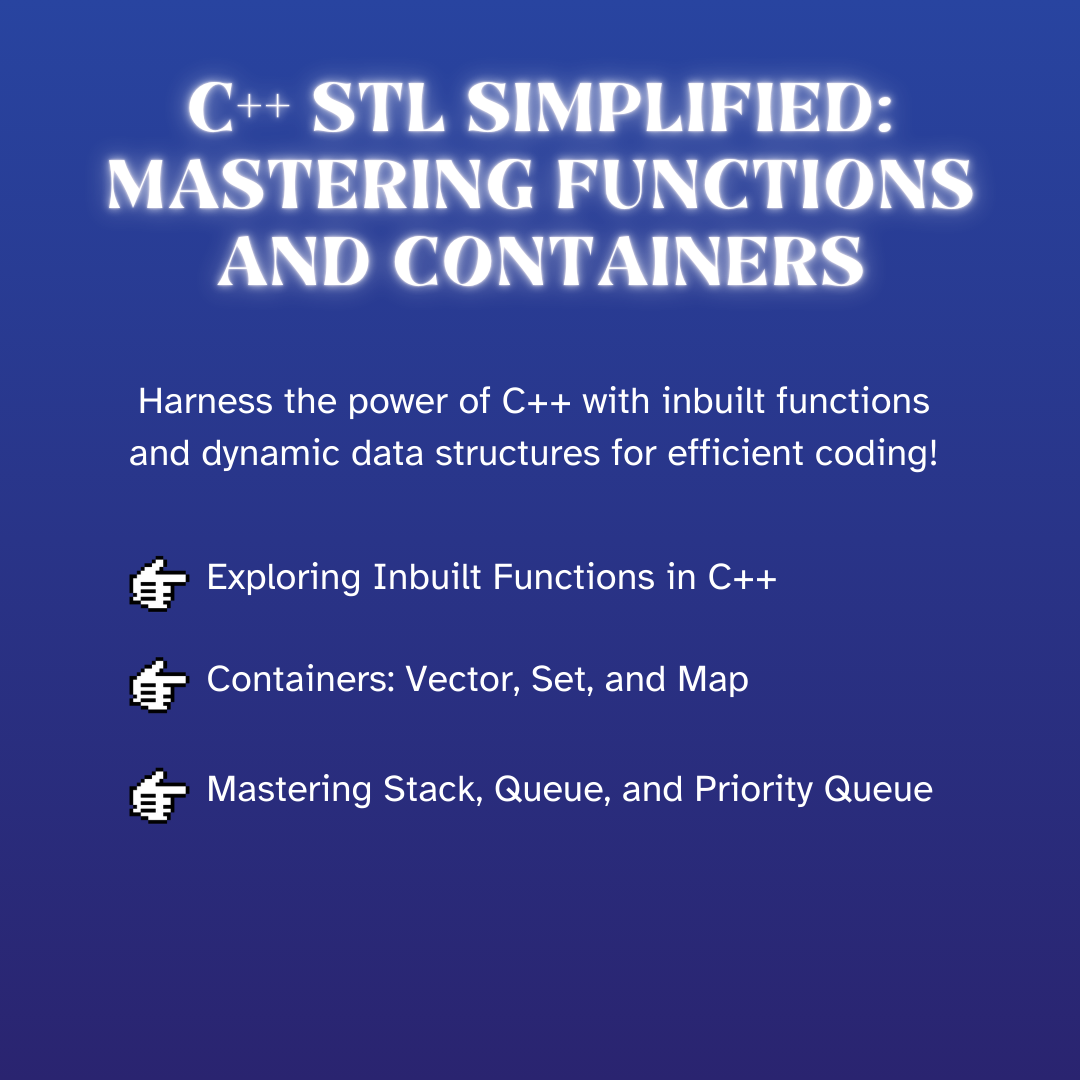 C++ STL SIMPLIFIED:
MASTERING FUNCTIONS
AND CONTAINERS
Harness the power of C++ with inbuilt functions
and dynamic data structures for efficient coding!
Exploring Inbuilt Functions in C++
Containers: Vector, Set, and Map
Mastering Stack, Queue, and Priority Queue